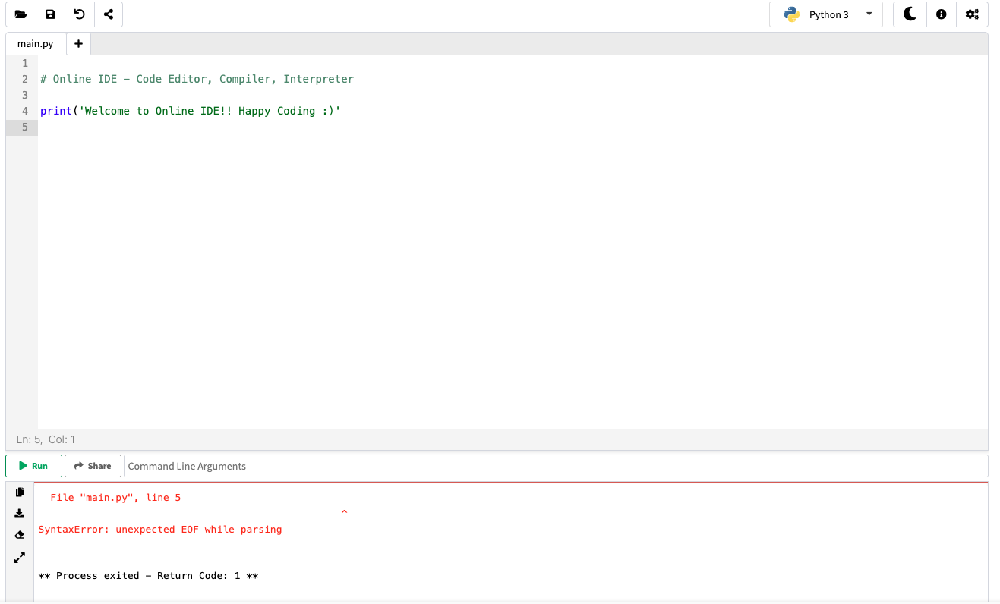 Python 3
main.py +
1
2 # Online IDE - Code Editor, Compiler, Interpreter
3
4 print('Welcome to Online IDE!! Happy Coding :)'
5
Ln: 5, Col: 1
Run Share Command Line Arguments
File "main.py", line 5
^
SyntaxError: unexpected EOF while parsing
** Process exited - Return Code: 1 **